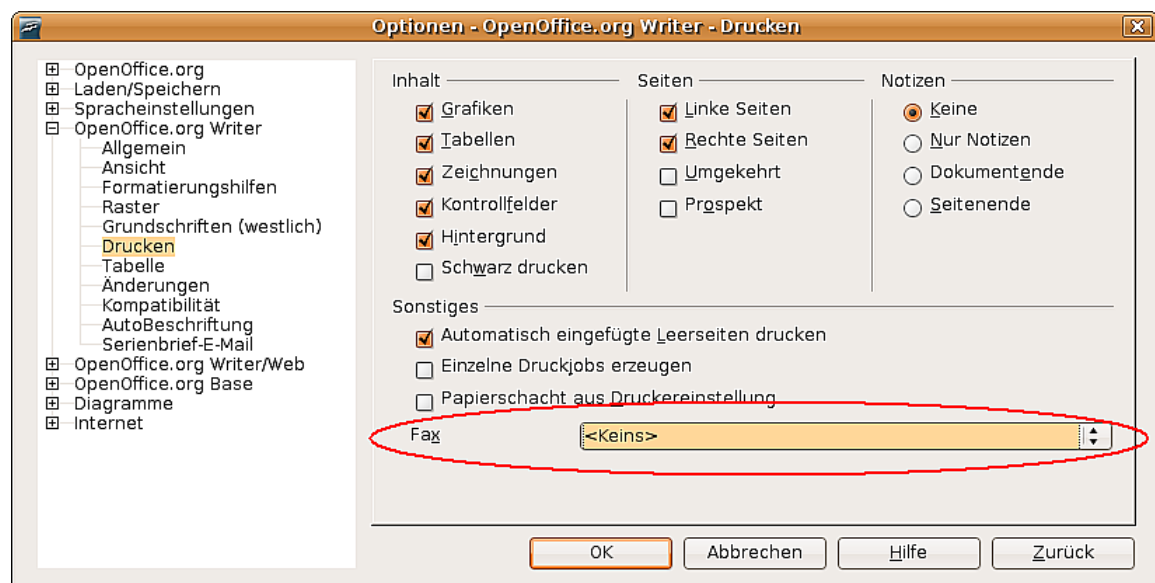 Optionen - OpenOffice.org Writer - Drucken
OpenOffice.org
Laden/Speichern
Spracheinstellungen
OpenOffice.org Writer
Allgemein
Ansicht
Formatierungshilfen
Raster
Grundschriften (westlich)
Drucken
Tabelle
Änderungen
Kompatibilität
AutoBeschriftung
Serienbrief-E-Mail
OpenOffice.org Writer/Web
OpenOffice.org Base
Diagramme
Internet
Inhalt
Grafiken
Tabellen
Zeichnungen
Kontrollfelder
Hintergrund
Schwarz drucken
Seiten
Linke Seiten
Rechte Seiten
Umgekehrt
Prospekt
Notizen
Keine
Nur Notizen
Dokumentende
Seitenende
Sonstiges
Automatisch eingefügte Leerseiten drucken
Einzelne Druckjobs erzeugen
Papierschacht aus Druckereinstellung
Fax <Keins>
OK Abbrechen Hilfe Zurück